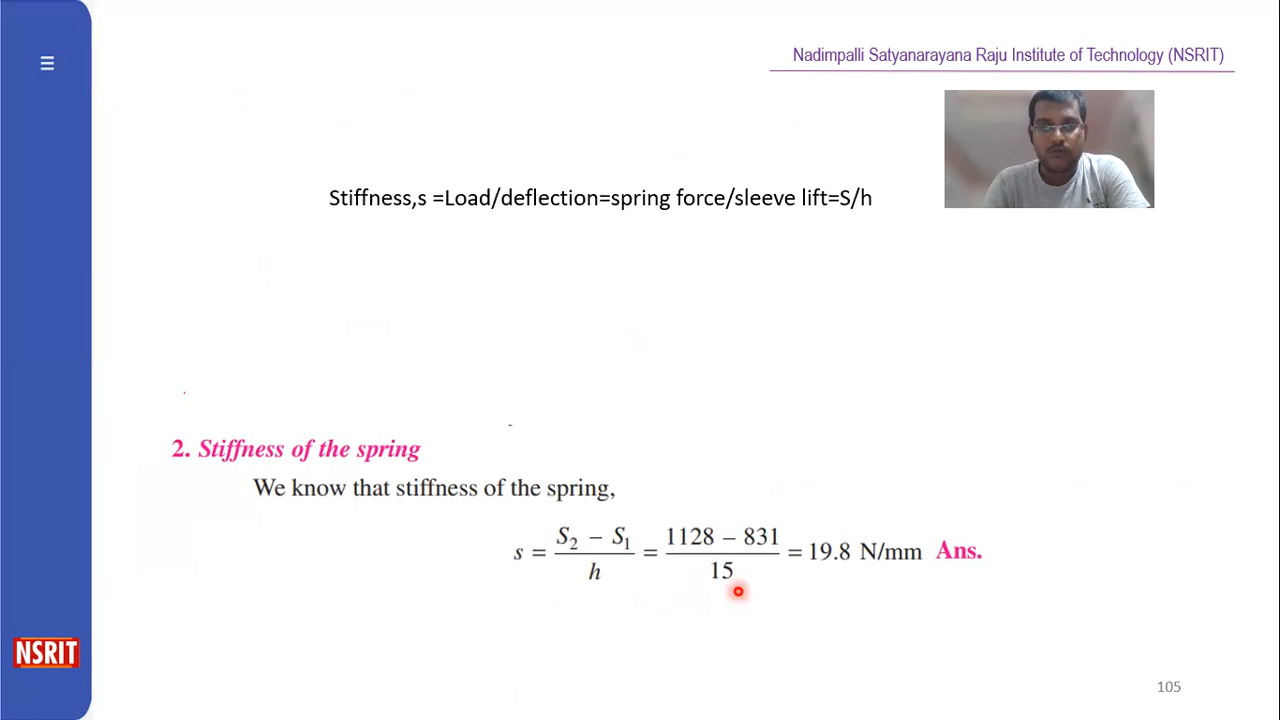 Nadimpalli Satyanarayana Raju Institute of Technology (NSRIT)
Stiffness,s =Load/deflection=spring force/sleeve lift=S/h
2. Stiffness of the spring
We know that stiffness of the spring,
s = (S₂ − S₁)/h = (1128 − 831)/15 = 19.8 N/mm Ans.
NSRIT
105